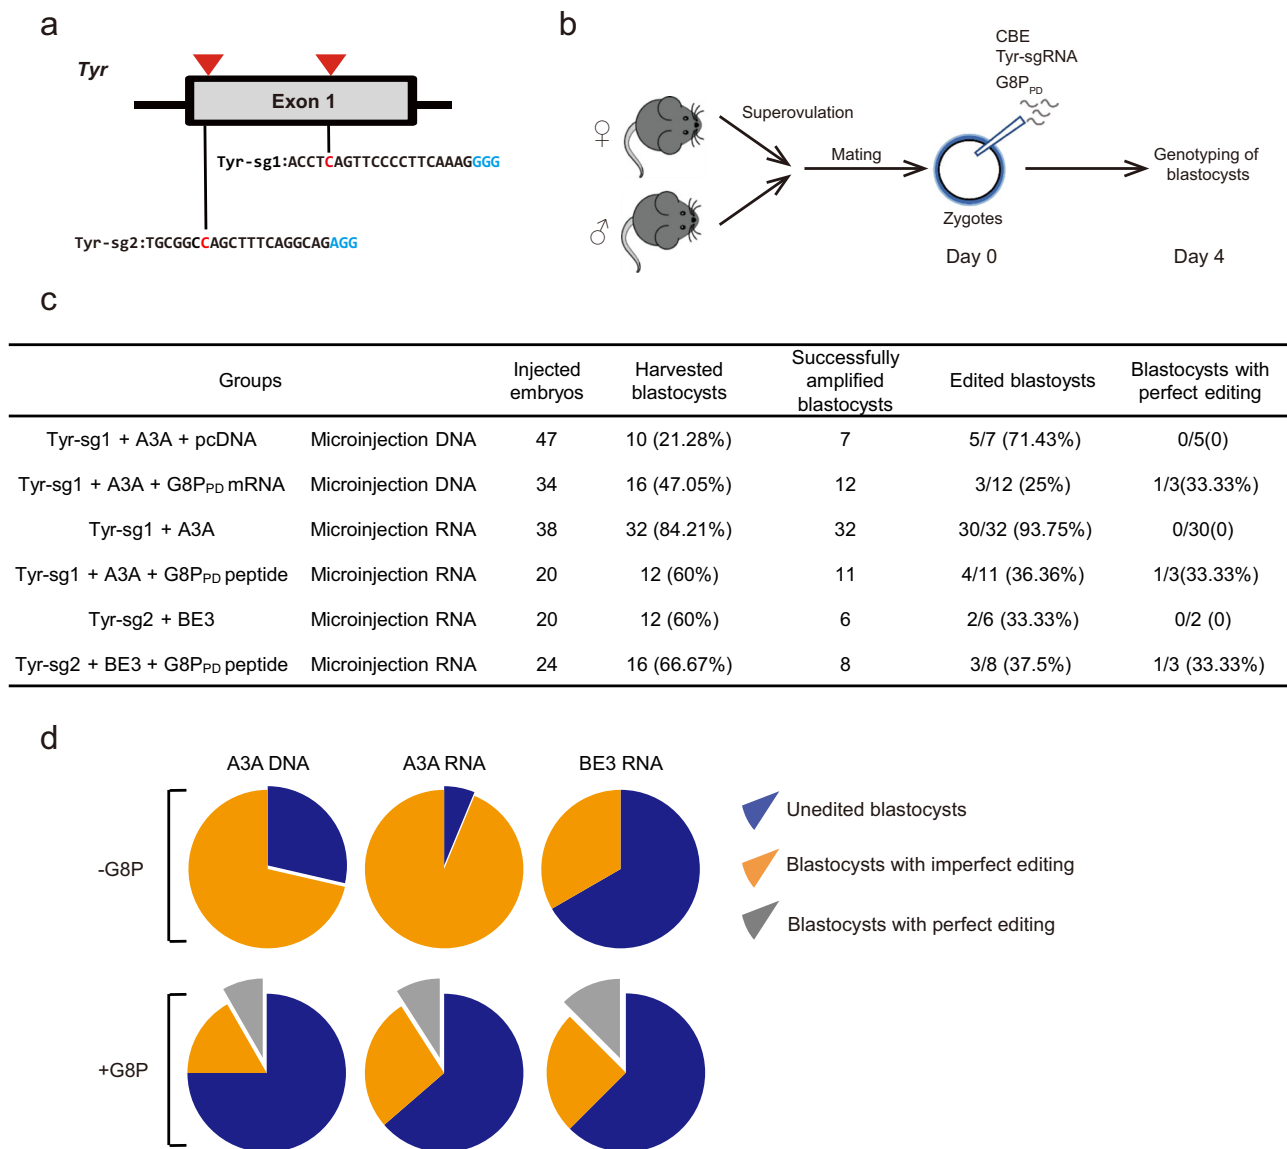 a
Tyr
Exon 1
Tyr-sg1:ACCTCAGTTCCCCTTCAAAGGGG
Tyr-sg2:TGCGGCCAGCTTTCAGGCAGAGG
b
♀
♂
Superovulation
Mating
CBE
Tyr-sgRNA
G8PPD
Zygotes
Genotyping of
blastocysts
Day 0
Day 4
c
Groups
Injected
embryos
Harvested
blastocysts
Successfully
amplified
blastocysts
Edited blastoysts
Blastocysts with
perfect editing
Tyr-sg1 + A3A + pcDNA Microinjection DNA 47 10 (21.28%) 7 5/7 (71.43%) 0/5(0)
Tyr-sg1 + A3A + G8PPD mRNA Microinjection DNA 34 16 (47.05%) 12 3/12 (25%) 1/3(33.33%)
Tyr-sg1 + A3A Microinjection RNA 38 32 (84.21%) 32 30/32 (93.75%) 0/30(0)
Tyr-sg1 + A3A + G8PPD peptide Microinjection RNA 20 12 (60%) 11 4/11 (36.36%) 1/3(33.33%)
Tyr-sg2 + BE3 Microinjection RNA 20 12 (60%) 6 2/6 (33.33%) 0/2 (0)
Tyr-sg2 + BE3 + G8PPD peptide Microinjection RNA 24 16 (66.67%) 8 3/8 (37.5%) 1/3 (33.33%)
d
A3A DNA
A3A RNA
BE3 RNA
-G8P
+G8P
Unedited blastocysts
Blastocysts with imperfect editing
Blastocysts with perfect editing